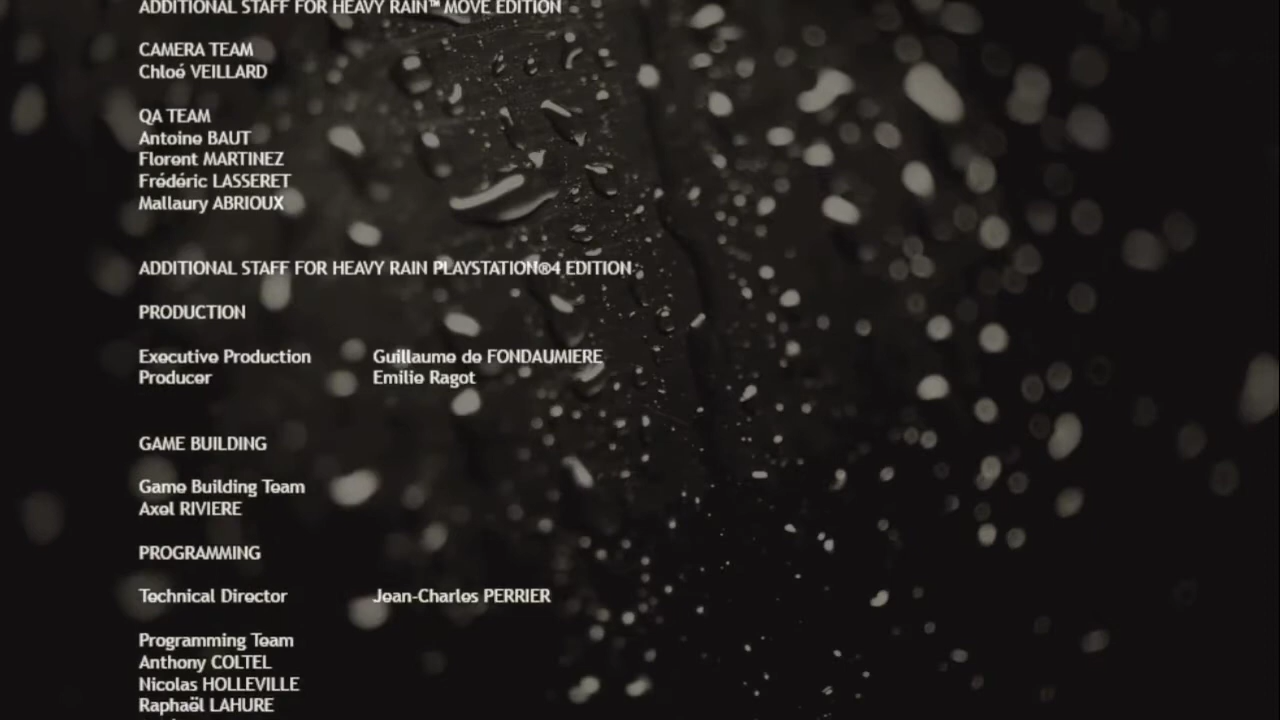 ADDITIONAL STAFF FOR HEAVY RAIN™ MOVE EDITION
CAMERA TEAM
Chloé VEILLARD
QA TEAM
Antoine BAUT
Florent MARTINEZ
Frédéric LASSERET
Mallaury ABRIOUX
ADDITIONAL STAFF FOR HEAVY RAIN PLAYSTATION®4 EDITION
PRODUCTION
Executive Production Guillaume de FONDAUMIERE
Producer Emilie Ragot
GAME BUILDING
Game Building Team
Axel RIVIERE
PROGRAMMING
Technical Director Jean-Charles PERRIER
Programming Team
Anthony COLTEL
Nicolas HOLLEVILLE
Raphaël LAHURE